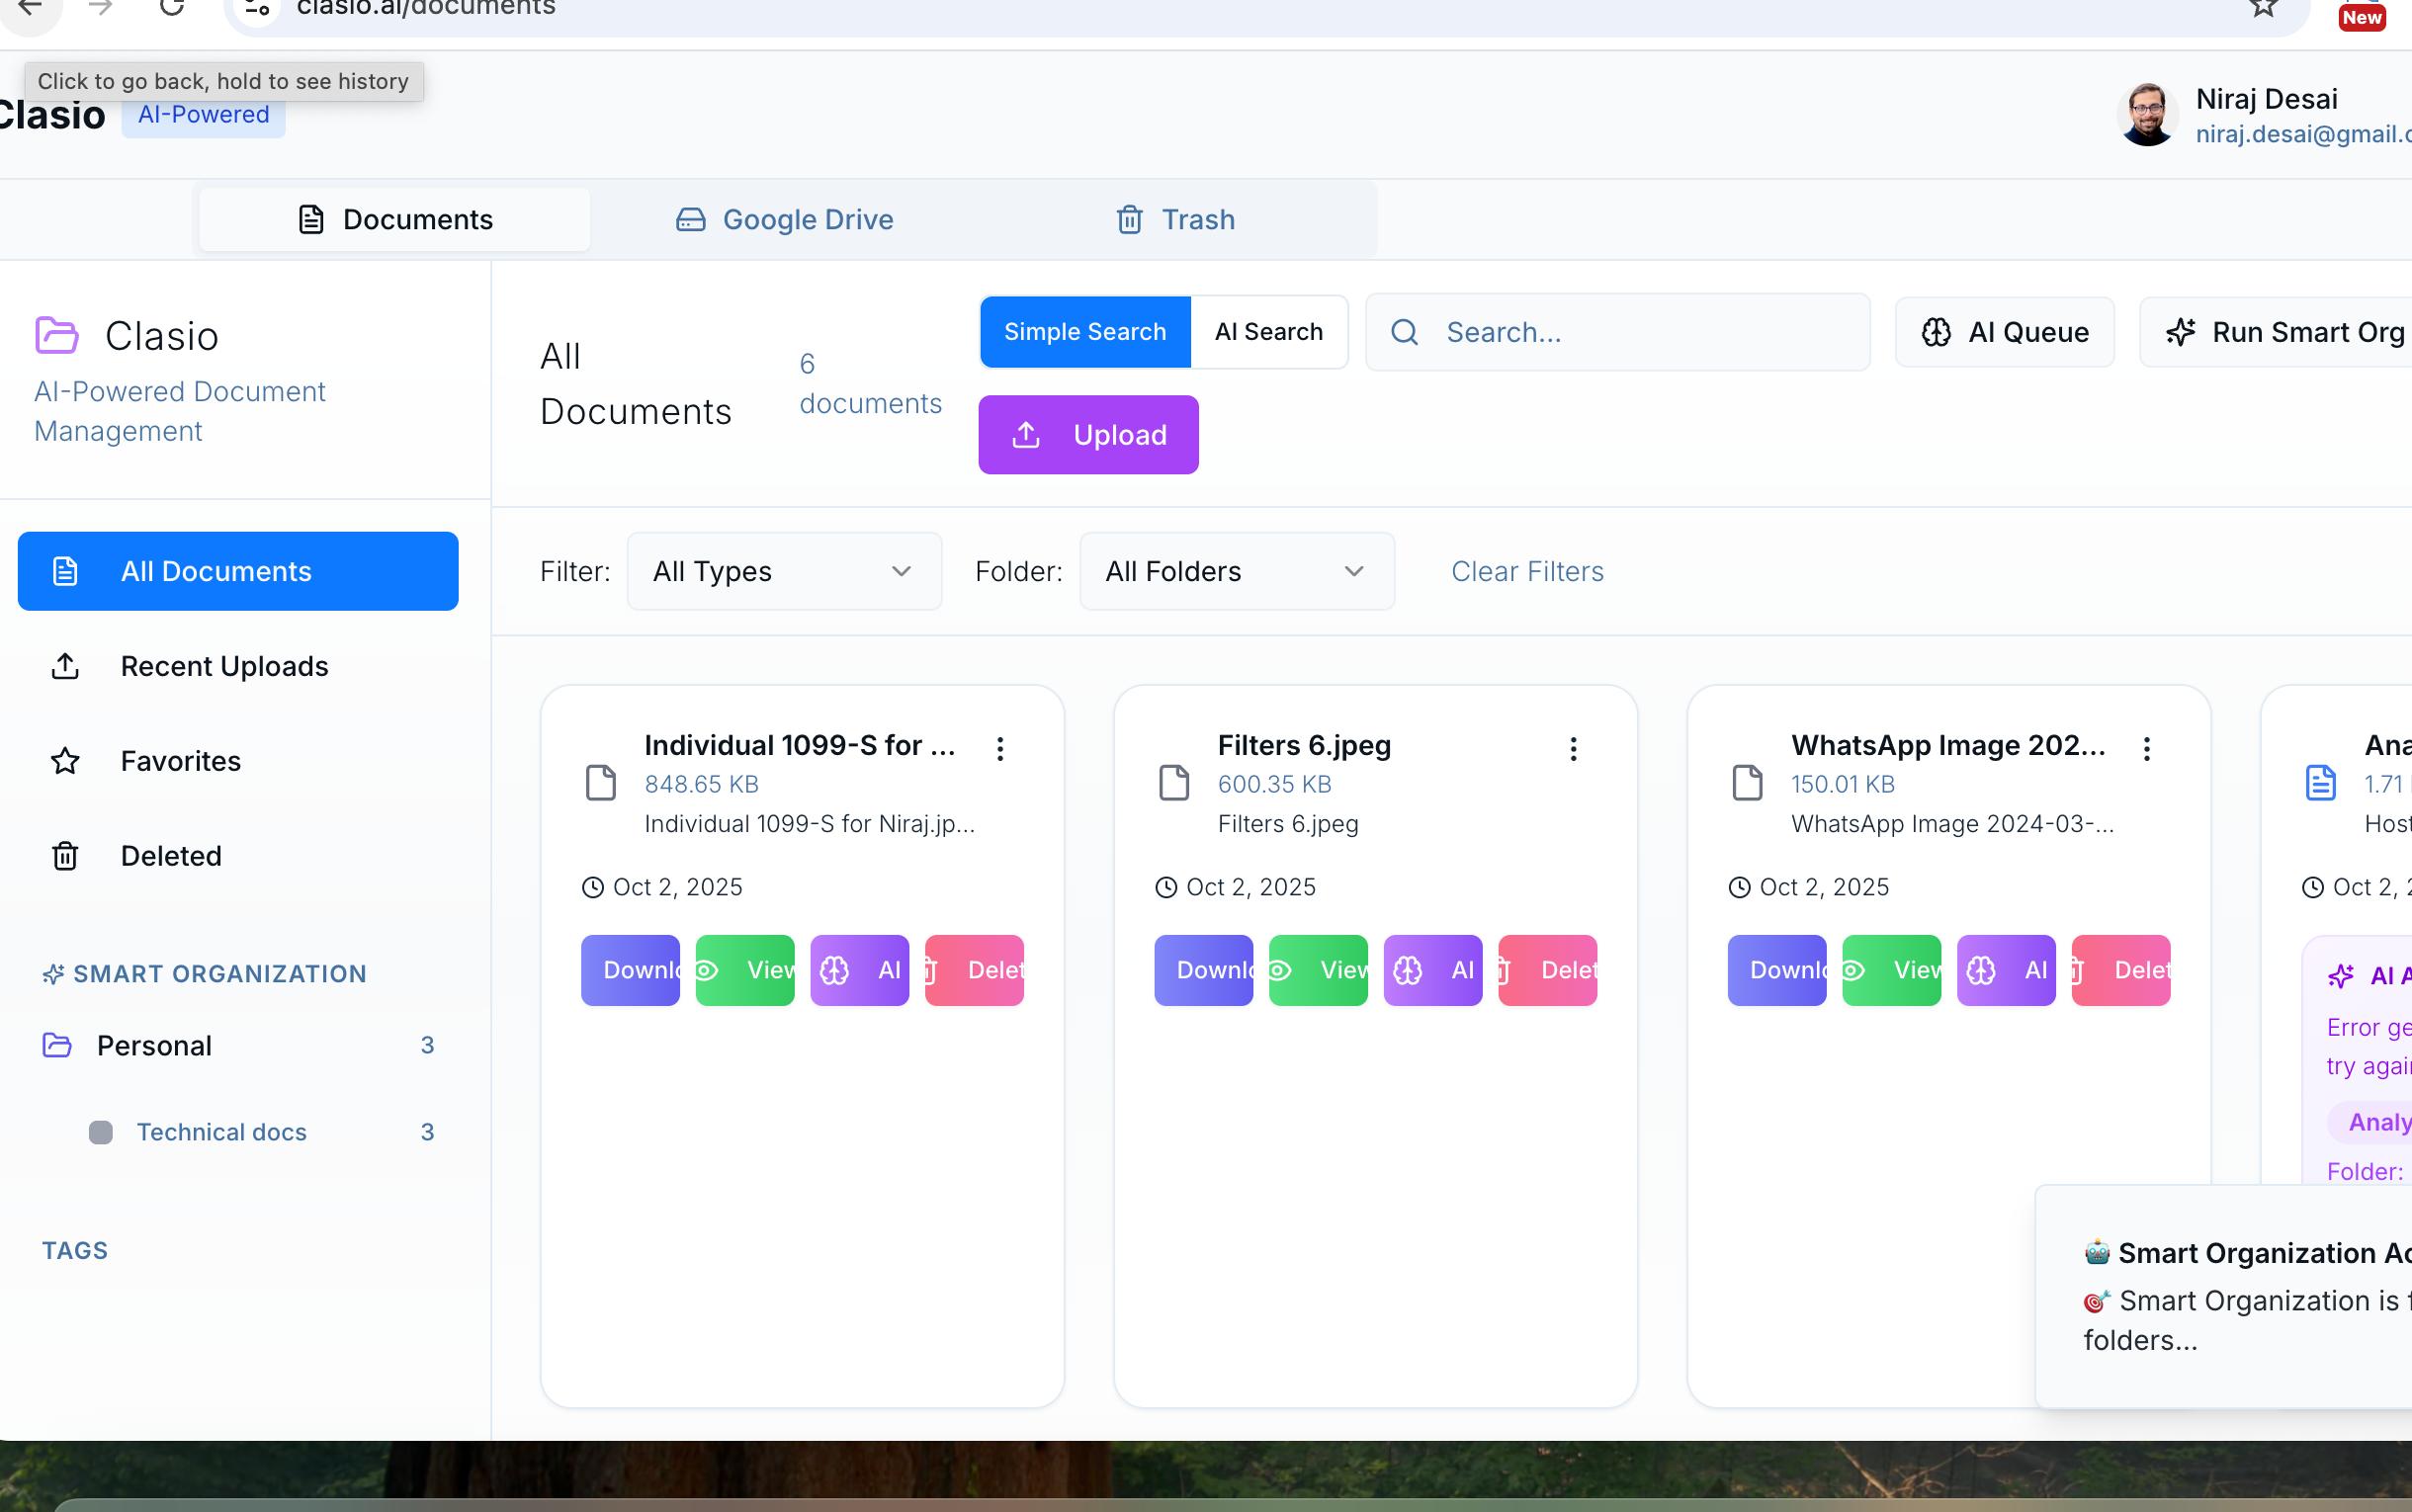 clasio.ai/documents
New
Click to go back, hold to see history
Clasio AI-Powered
Niraj Desai
niraj.desai@gmail.c
Documents
Google Drive
Trash
Clasio
AI-Powered Document
Management
All Documents
Recent Uploads
Favorites
Deleted
SMART ORGANIZATION
Personal 3
Technical docs 3
TAGS
All
Documents
6
documents
Simple Search AI Search
Search...
AI Queue
Run Smart Org
Upload
Filter: All Types
Folder: All Folders
Clear Filters
Individual 1099-S for ...
848.65 KB
Individual 1099-S for Niraj.jp...
Oct 2, 2025
Downlo View AI Delet
Filters 6.jpeg
600.35 KB
Filters 6.jpeg
Oct 2, 2025
Downlo View AI Delet
WhatsApp Image 202...
150.01 KB
WhatsApp Image 2024-03-...
Oct 2, 2025
Downlo View AI Delet
Ana
1.71
Host
Oct 2, 2
AI A
Error ge
try agai
Analy
Folder:
🤖 Smart Organization Ac
🎯 Smart Organization is f
folders...